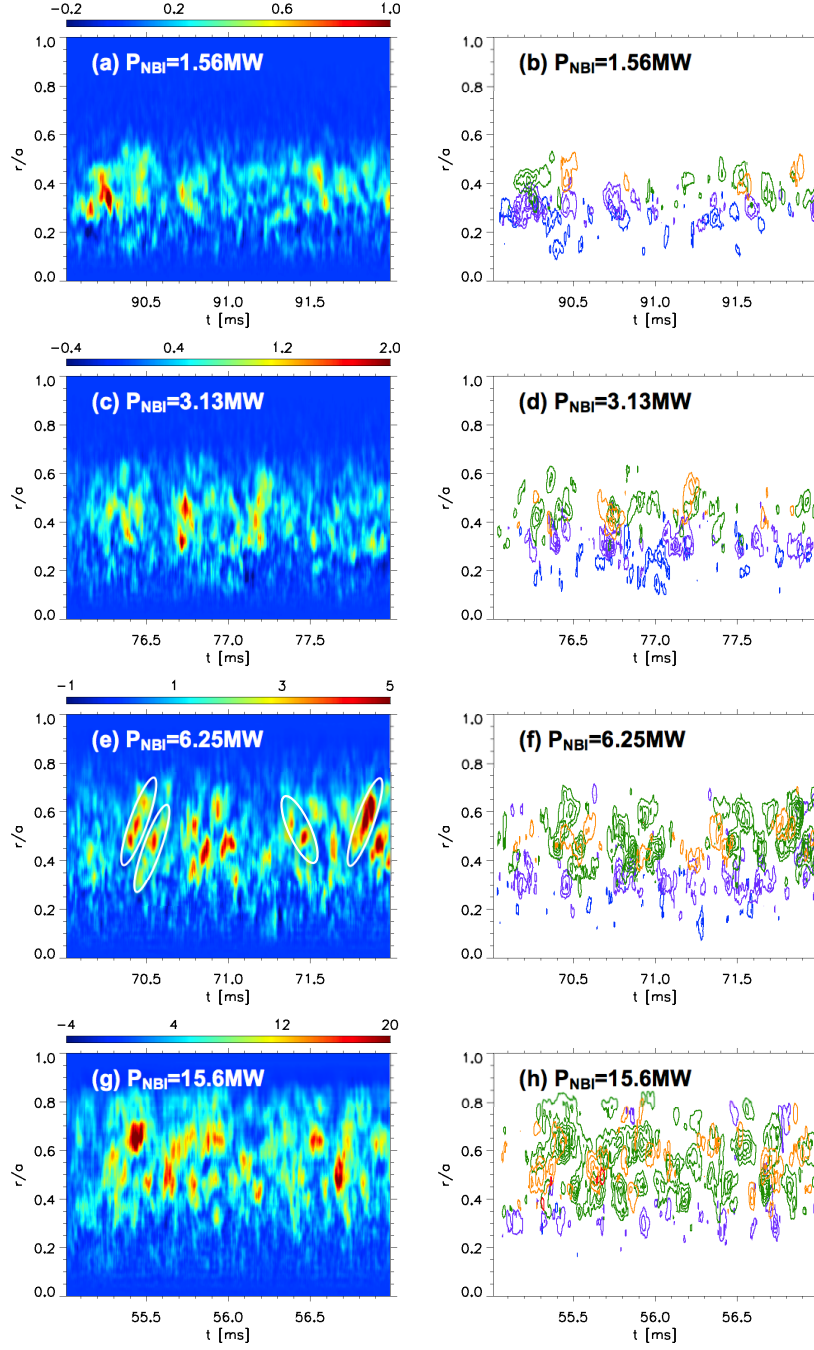 −0.2 0.2 0.6 1.0
(a) P_NBI=1.56MW
(b) P_NBI=1.56MW
1.0 1.0
0.8 0.8
r/a 0.6 r/a 0.6
0.4 0.4
0.2 0.2
0.0 0.0
90.5 91.0 91.5 90.5 91.0 91.5
t [ms] t [ms]
−0.4 0.4 1.2 2.0
(c) P_NBI=3.13MW
(d) P_NBI=3.13MW
1.0 1.0
0.8 0.8
r/a 0.6 r/a 0.6
0.4 0.4
0.2 0.2
0.0 0.0
76.5 77.0 77.5 76.5 77.0 77.5
t [ms] t [ms]
−1 1 3 5
(e) P_NBI=6.25MW
(f) P_NBI=6.25MW
1.0 1.0
0.8 0.8
r/a 0.6 r/a 0.6
0.4 0.4
0.2 0.2
0.0 0.0
70.5 71.0 71.5 70.5 71.0 71.5
t [ms] t [ms]
−4 4 12 20
(g) P_NBI=15.6MW
(h) P_NBI=15.6MW
1.0 1.0
0.8 0.8
r/a 0.6 r/a 0.6
0.4 0.4
0.2 0.2
0.0 0.0
55.5 56.0 56.5 55.5 56.0 56.5
t [ms] t [ms]